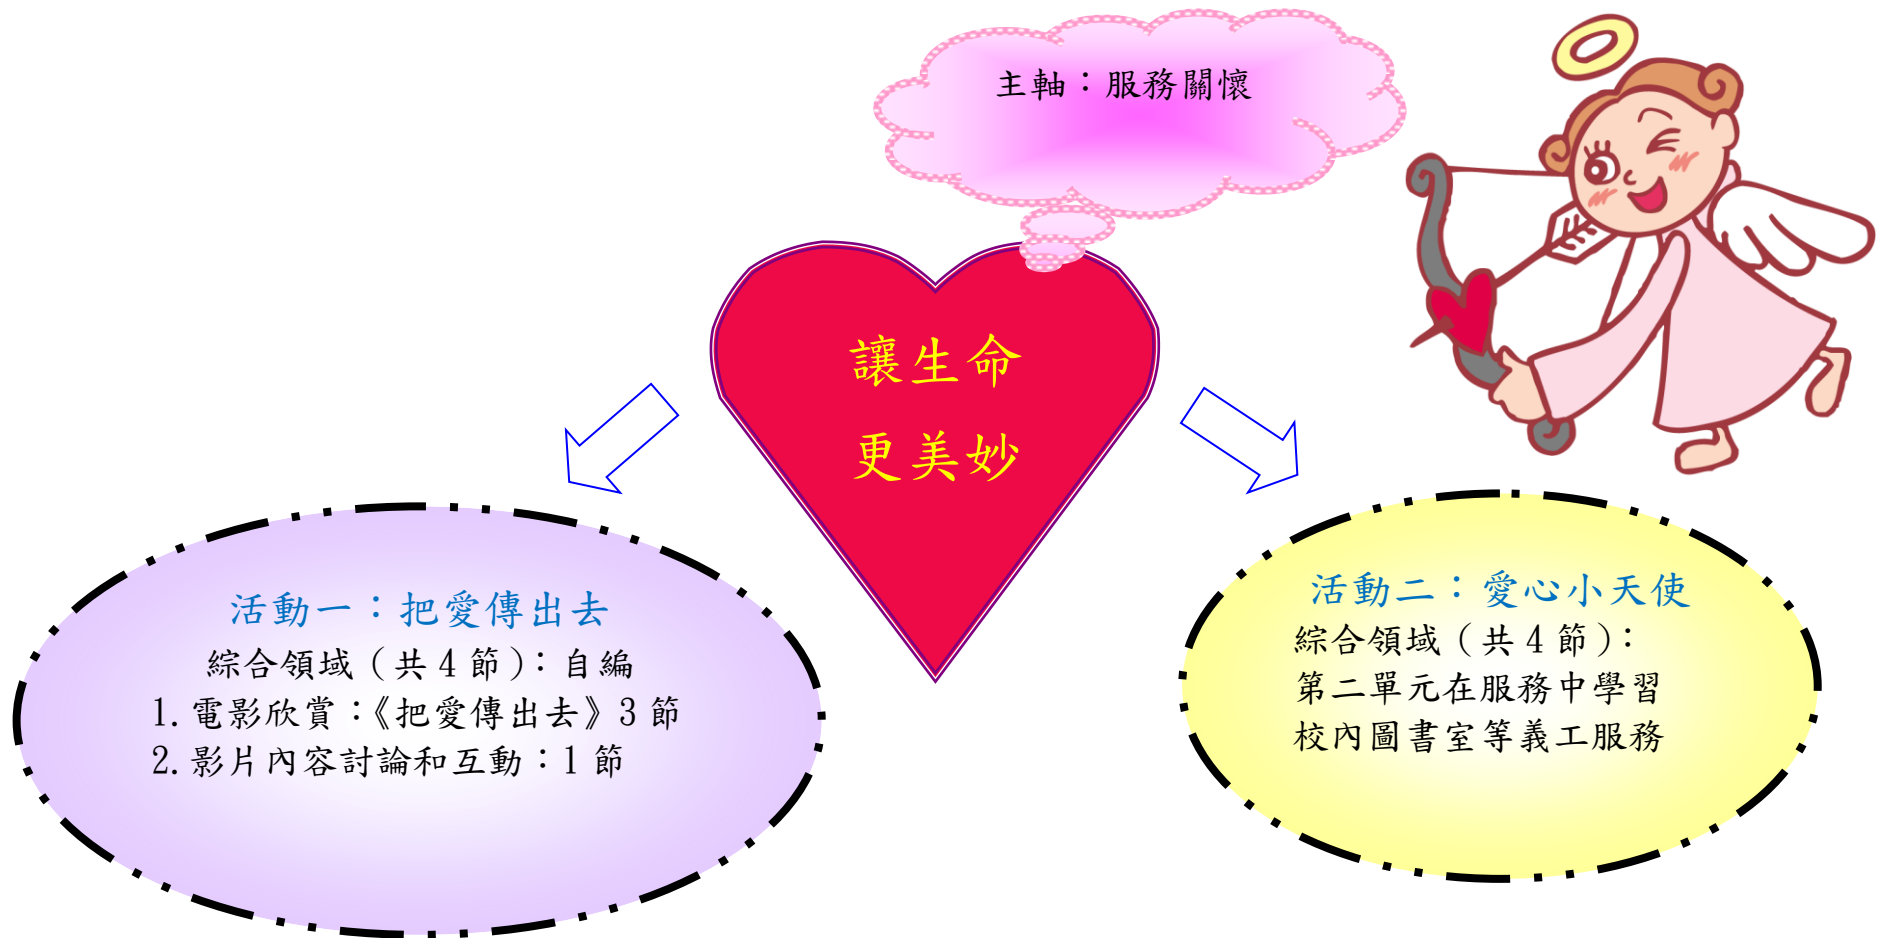 主軸：服務關懷
讓生命
更美妙
活動一：把愛傳出去
綜合領域（共4節）：自編
1.電影欣賞：《把愛傳出去》3節
2.影片內容討論和互動：1節
活動二：愛心小天使
綜合領域（共4節）：
第二單元在服務中學習
校內圖書室等義工服務